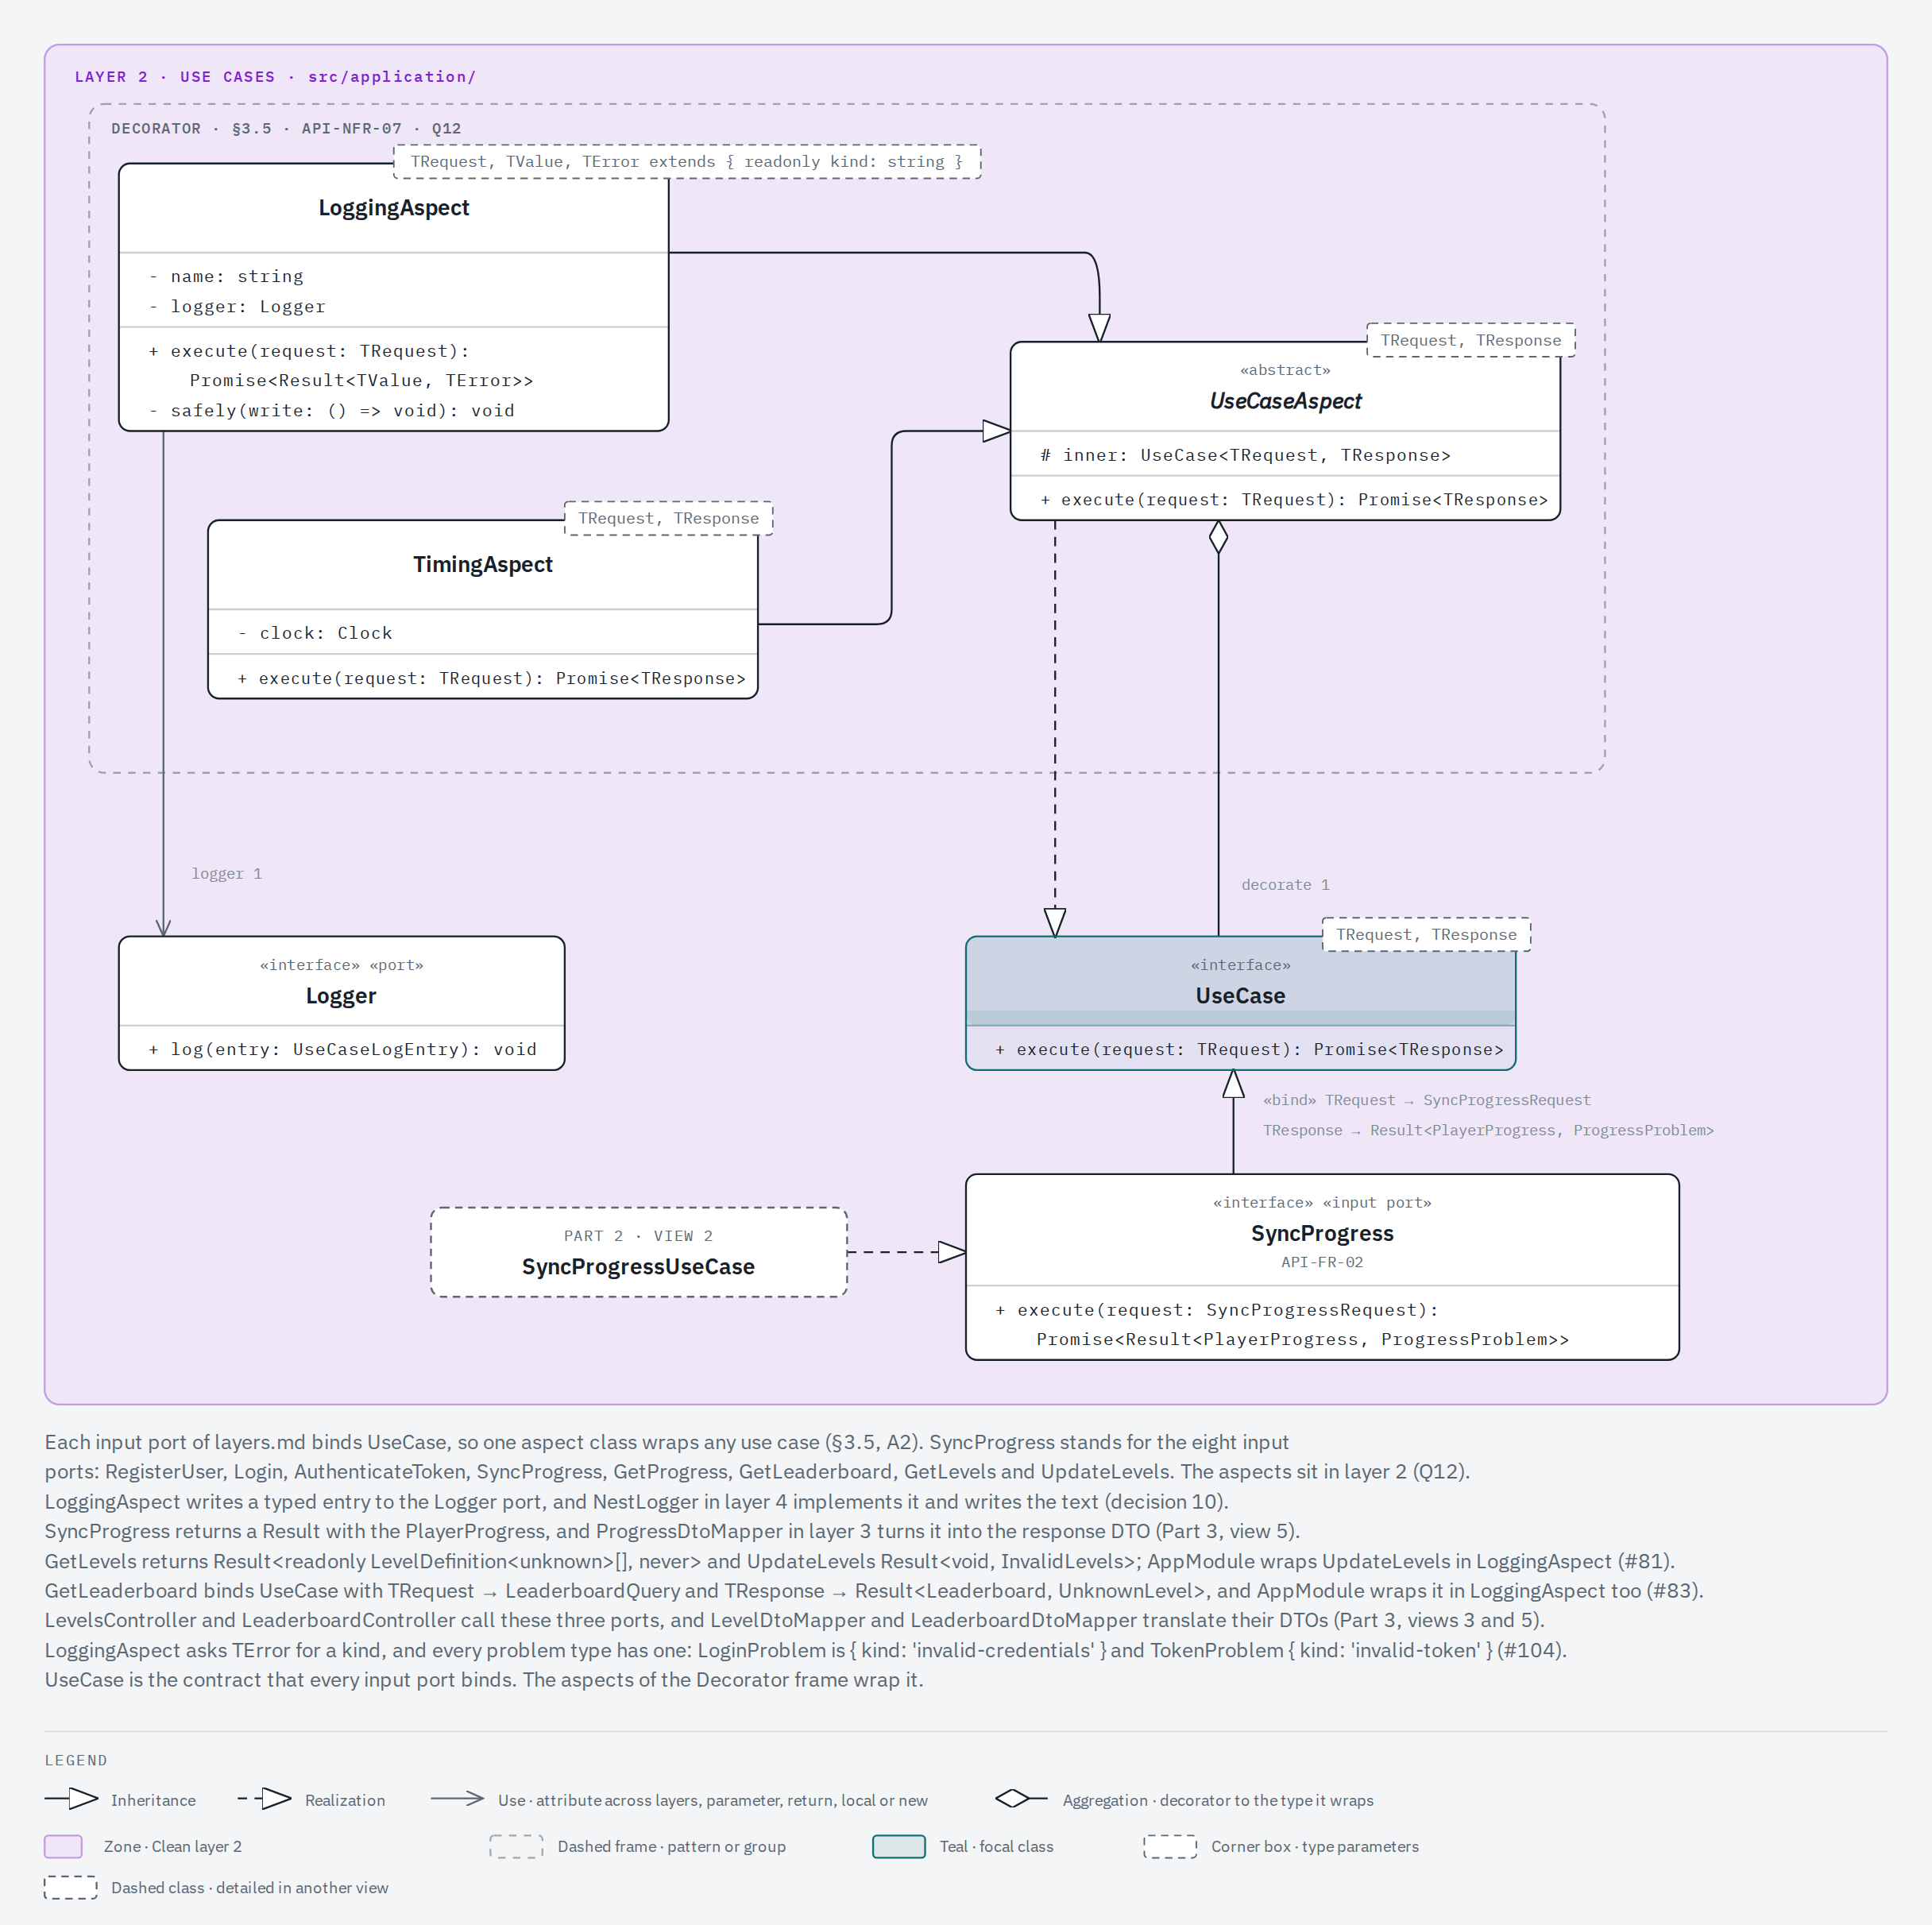 LAYER 2 · USE CASES · src/application/
DECORATOR · §3.5 · API-NFR-07 · Q12
TRequest, TValue, TError extends { readonly kind: string }
LoggingAspect
- name: string
- logger: Logger
+ execute(request: TRequest):
Promise<Result<TValue, TError>>
- safely(write: () => void): void
TRequest, TResponse
«abstract»
UseCaseAspect
# inner: UseCase<TRequest, TResponse>
+ execute(request: TRequest): Promise<TResponse>
TRequest, TResponse
TimingAspect
- clock: Clock
+ execute(request: TRequest): Promise<TResponse>
logger 1
decorate 1
«interface» «port»
Logger
+ log(entry: UseCaseLogEntry): void
TRequest, TResponse
«interface»
UseCase
+ execute(request: TRequest): Promise<TResponse>
«bind» TRequest → SyncProgressRequest
TResponse → Result<PlayerProgress, ProgressProblem>
PART 2 · VIEW 2
SyncProgressUseCase
«interface» «input port»
SyncProgress
API-FR-02
+ execute(request: SyncProgressRequest):
Promise<Result<PlayerProgress, ProgressProblem>>
Each input port of layers.md binds UseCase, so one aspect class wraps any use case (§3.5, A2). SyncProgress stands for the eight input
ports: RegisterUser, Login, AuthenticateToken, SyncProgress, GetProgress, GetLeaderboard, GetLevels and UpdateLevels. The aspects sit in layer 2 (Q12).
LoggingAspect writes a typed entry to the Logger port, and NestLogger in layer 4 implements it and writes the text (decision 10).
SyncProgress returns a Result with the PlayerProgress, and ProgressDtoMapper in layer 3 turns it into the response DTO (Part 3, view 5).
GetLevels returns Result<readonly LevelDefinition<unknown>[], never> and UpdateLevels Result<void, InvalidLevels>; AppModule wraps UpdateLevels in LoggingAspect (#81).
GetLeaderboard binds UseCase with TRequest → LeaderboardQuery and TResponse → Result<Leaderboard, UnknownLevel>, and AppModule wraps it in LoggingAspect too (#83).
LevelsController and LeaderboardController call these three ports, and LevelDtoMapper and LeaderboardDtoMapper translate their DTOs (Part 3, views 3 and 5).
LoggingAspect asks TError for a kind, and every problem type has one: LoginProblem is { kind: 'invalid-credentials' } and TokenProblem { kind: 'invalid-token' } (#104).
UseCase is the contract that every input port binds. The aspects of the Decorator frame wrap it.
LEGEND
Inheritance
Realization
Use · attribute across layers, parameter, return, local or new
Aggregation · decorator to the type it wraps
Zone · Clean layer 2
Dashed frame · pattern or group
Teal · focal class
Corner box · type parameters
Dashed class · detailed in another view